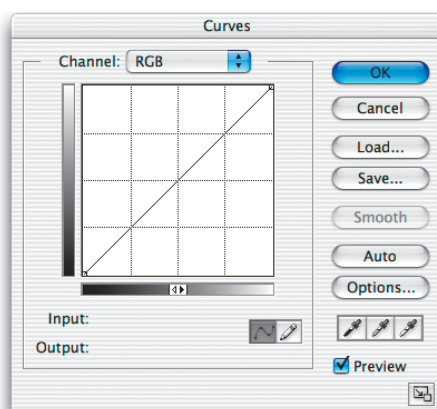 Curves
Channel: RGB
OK
Cancel
Load...
Save...
Smooth
Auto
Options...
Input:
Output:
Preview